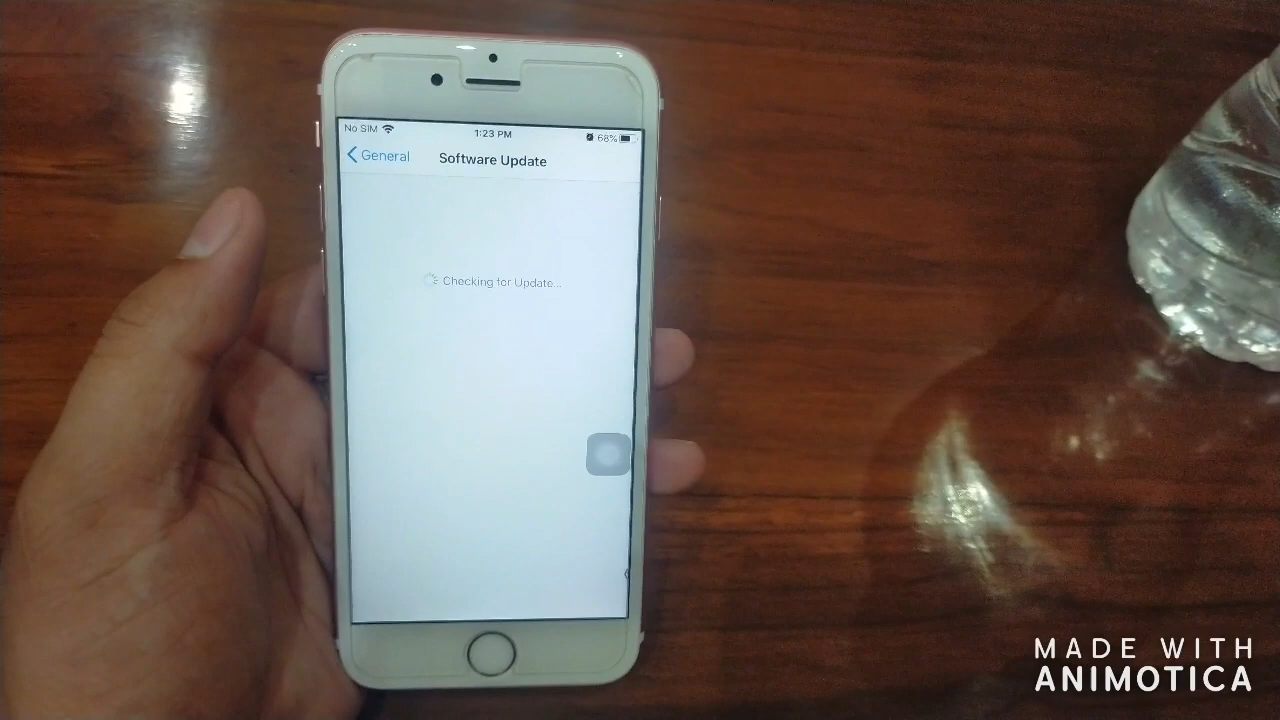 No SIM 1:23 PM 68%
General Software Update
Checking for Update...
MADE WITH
ANIMOTICA